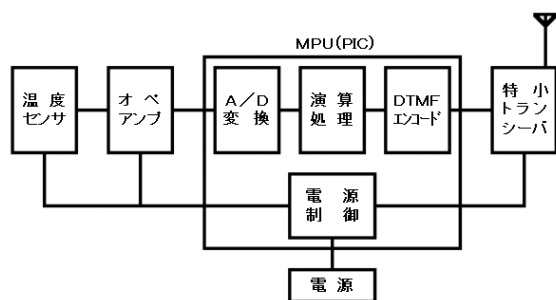 MPU(PIC)
温度
センサ
オペ
アンプ
A/D
変換
演算
処理
DTMF
エンコード
特小
トラン
シーバ
電源
制御
電源